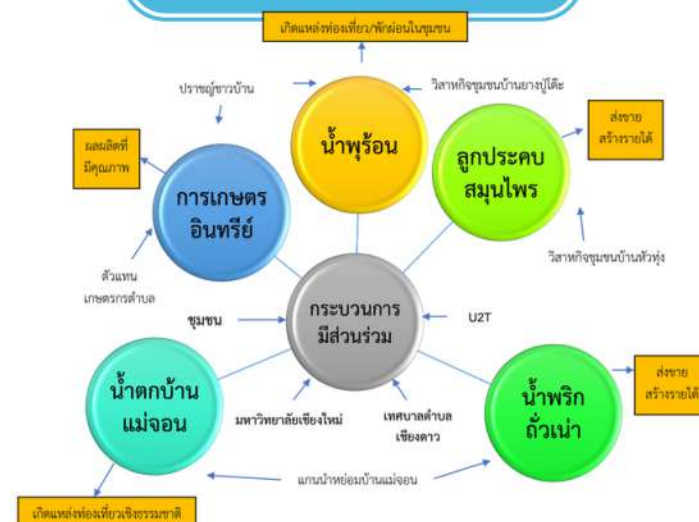 เกิดแหล่งท่องเที่ยว/พักผ่อนในชุมชน
ปราชญ์ชาวบ้าน
วิสาหกิจชุมชนบ้านยางปู่โต๊ะ
น้ำพุร้อน
ส่งขาย
สร้างรายได้
ผลผลิตที่
มีคุณภาพ
ลูกประคบ
สมุนไพร
การเกษตร
อินทรีย์
วิสาหกิจชุมชนบ้านหัวทุ่ง
ตัวแทน
เกษตรกรตำบล
กระบวนการ
มีส่วนร่วม
ชุมชน
U2T
น้ำตกบ้าน
แม่จอน
มหาวิทยาลัยเชียงใหม่
เทศบาลตำบล
เชียงดาว
น้ำพริก
ถั่วเน่า
ส่งขาย
สร้างรายได้
แกนนำหย่อมบ้านแม่จอน
เกิดแหล่งท่องเที่ยวเชิงธรรมชาติ